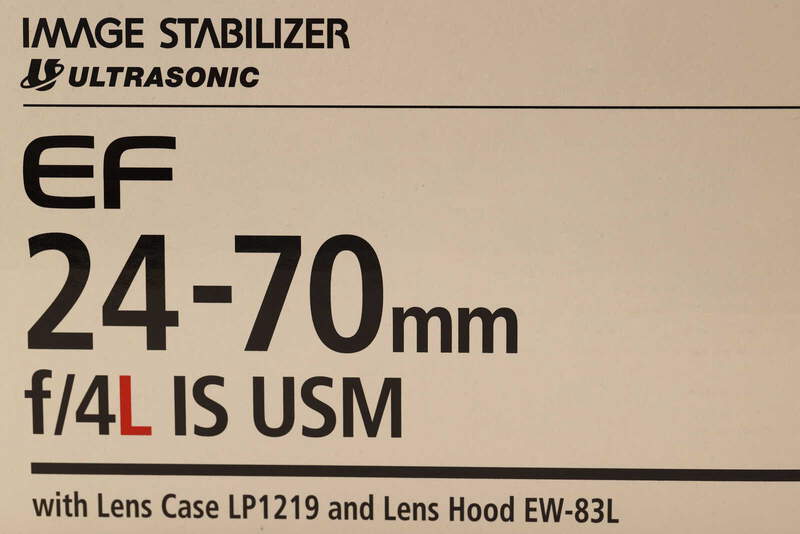 IMAGE STABILIZER
ULTRASONIC
EF
24-70mm
f/4L IS USM
with Lens Case LP1219 and Lens Hood EW-83L